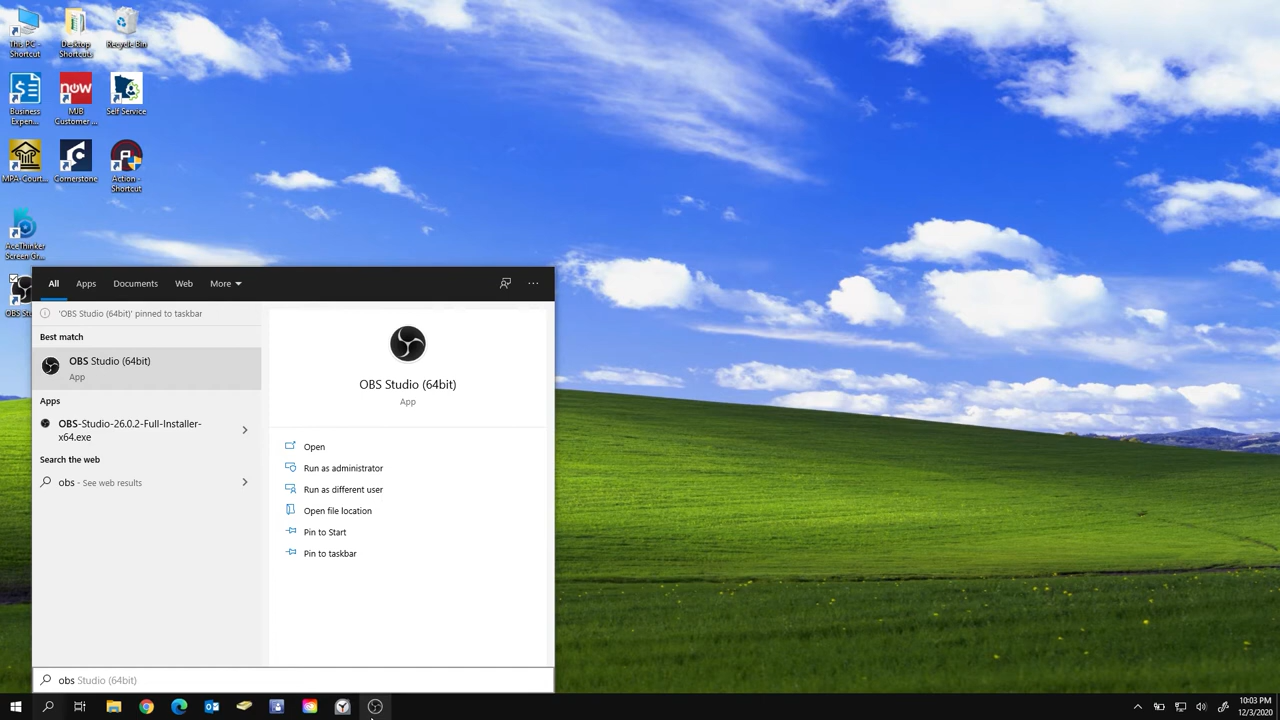 This PC -
Shortcut
Desktop
Shortcuts
Recycle Bin
Business
Expen...
now
MJB
Customer ...
Self Service
MPA-Court...
Cornerstone
Action -
Shortcut
AceThinker
Screen Gr...
All
Apps
Documents
Web
More
'OBS Studio (64bit)' pinned to taskbar
Best match
OBS Studio (64bit)
App
Apps
OBS-Studio-26.0.2-Full-Installer-
x64.exe
Search the web
obs - See web results
OBS Studio (64bit)
App
Open
Run as administrator
Run as different user
Open file location
Pin to Start
Pin to taskbar
obs Studio (64bit)
10:03 PM
12/3/2020